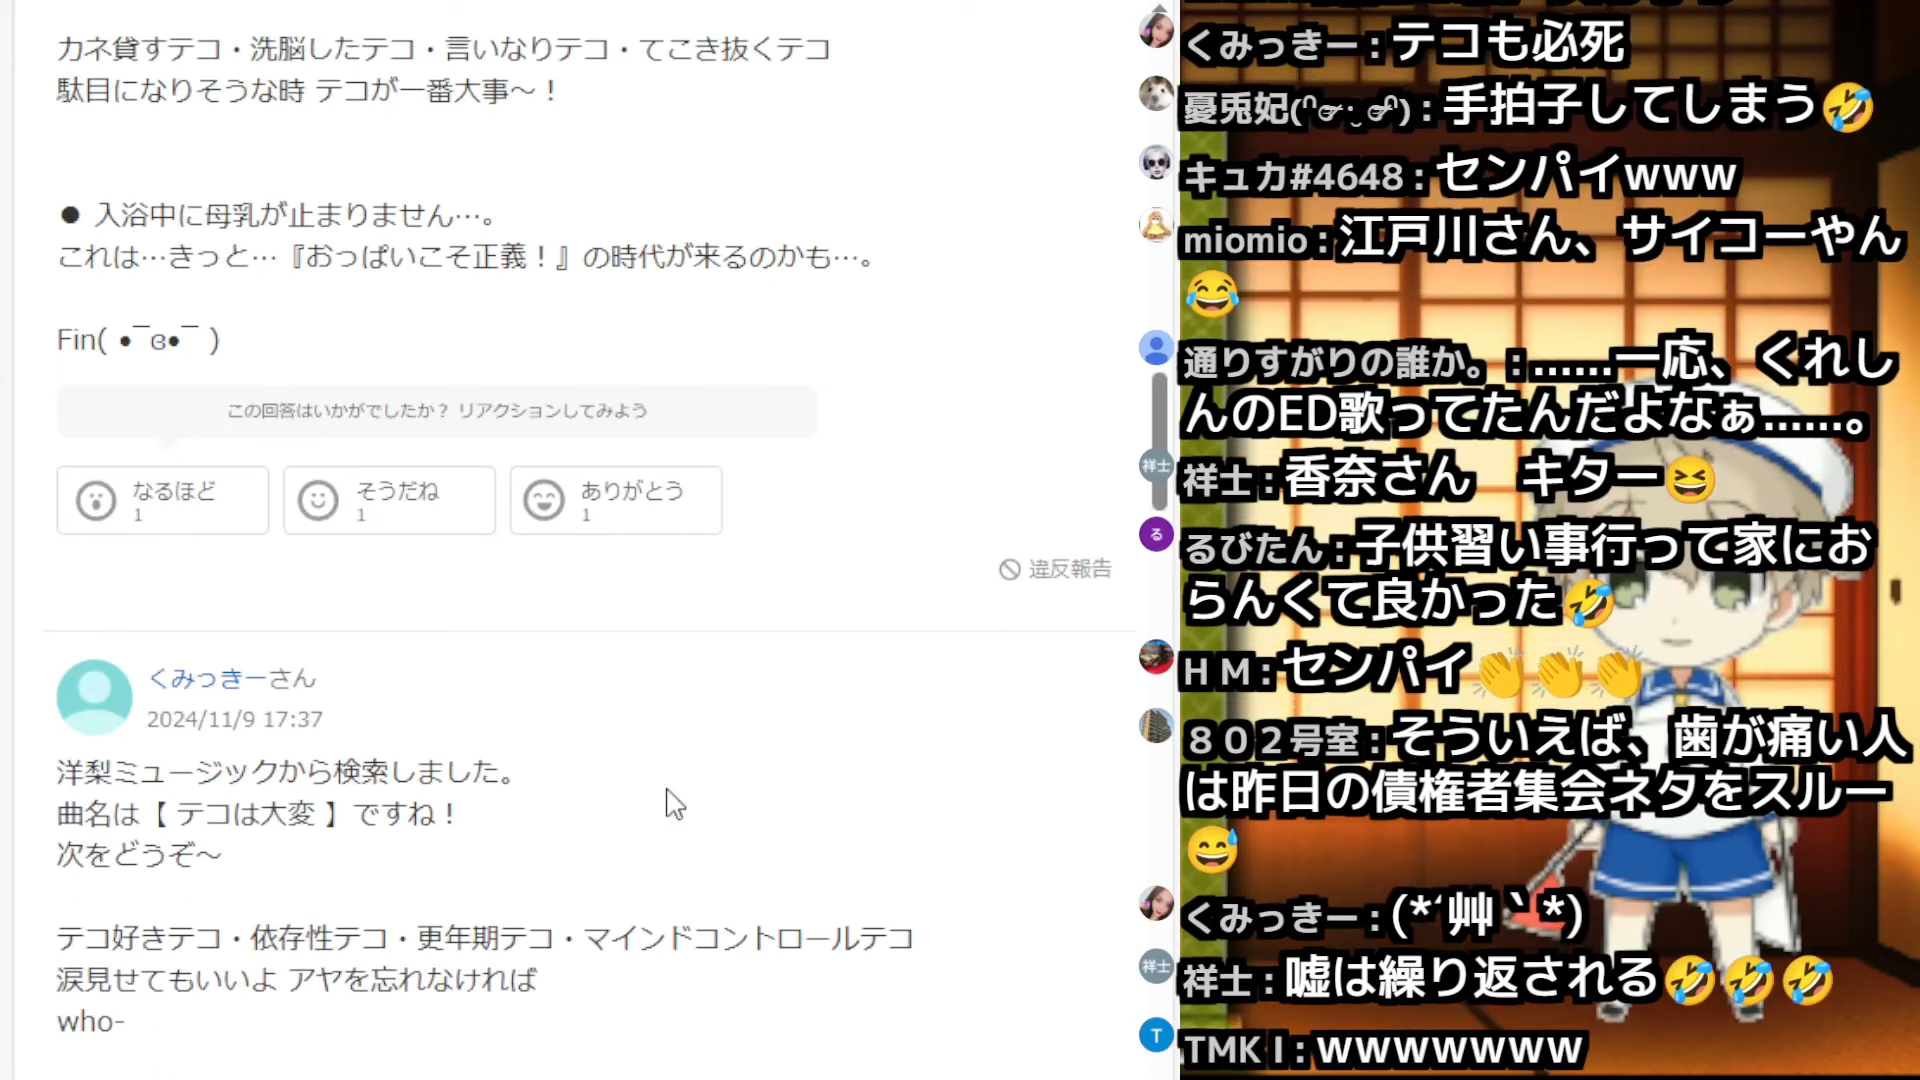 カネ貸すテコ・洗脳したテコ・言いなりテコ・てこき抜くテコ
駄目になりそうな時 テコが一番大事〜！
● 入浴中に母乳が止まりません…。
これは…きっと…『おっぱいこそ正義！』の時代が来るのかも…。
Fin( •̅ ɞ•̅ )
この回答はいかがでしたか？ リアクションしてみよう
なるほど
1
そうだね
1
ありがとう
1
違反報告
くみっきーさん
2024/11/9 17:37
洋梨ミュージックから検索しました。
曲名は【 テコは大変 】ですね！
次をどうぞ〜
テコ好きテコ・依存性テコ・更年期テコ・マインドコントロールテコ
涙見せてもいいよ アヤを忘れなければ
who-
くみっきー : テコも必死
手拍子してしまう🤣
キュカ#4648 : センパイwww
miomio : 江戸川さん、サイコーやん
😂
通りすがりの誰か。 : ……一応、くれし
んのED歌ってたんだよなぁ……。
祥士
祥士 : 香奈さん　キター😆
る
るびたん : 子供習い事行って家にお
らんくて良かった🤣
H M : センパイ👏👏👏
８０２号室 : そういえば、歯が痛い人
は昨日の債権者集会ネタをスルー
😅
くみっきー : (*´艸｀*)
祥士
祥士 : 嘘は繰り返される🤣🤣🤣
T
TMK I : wwwwwwww